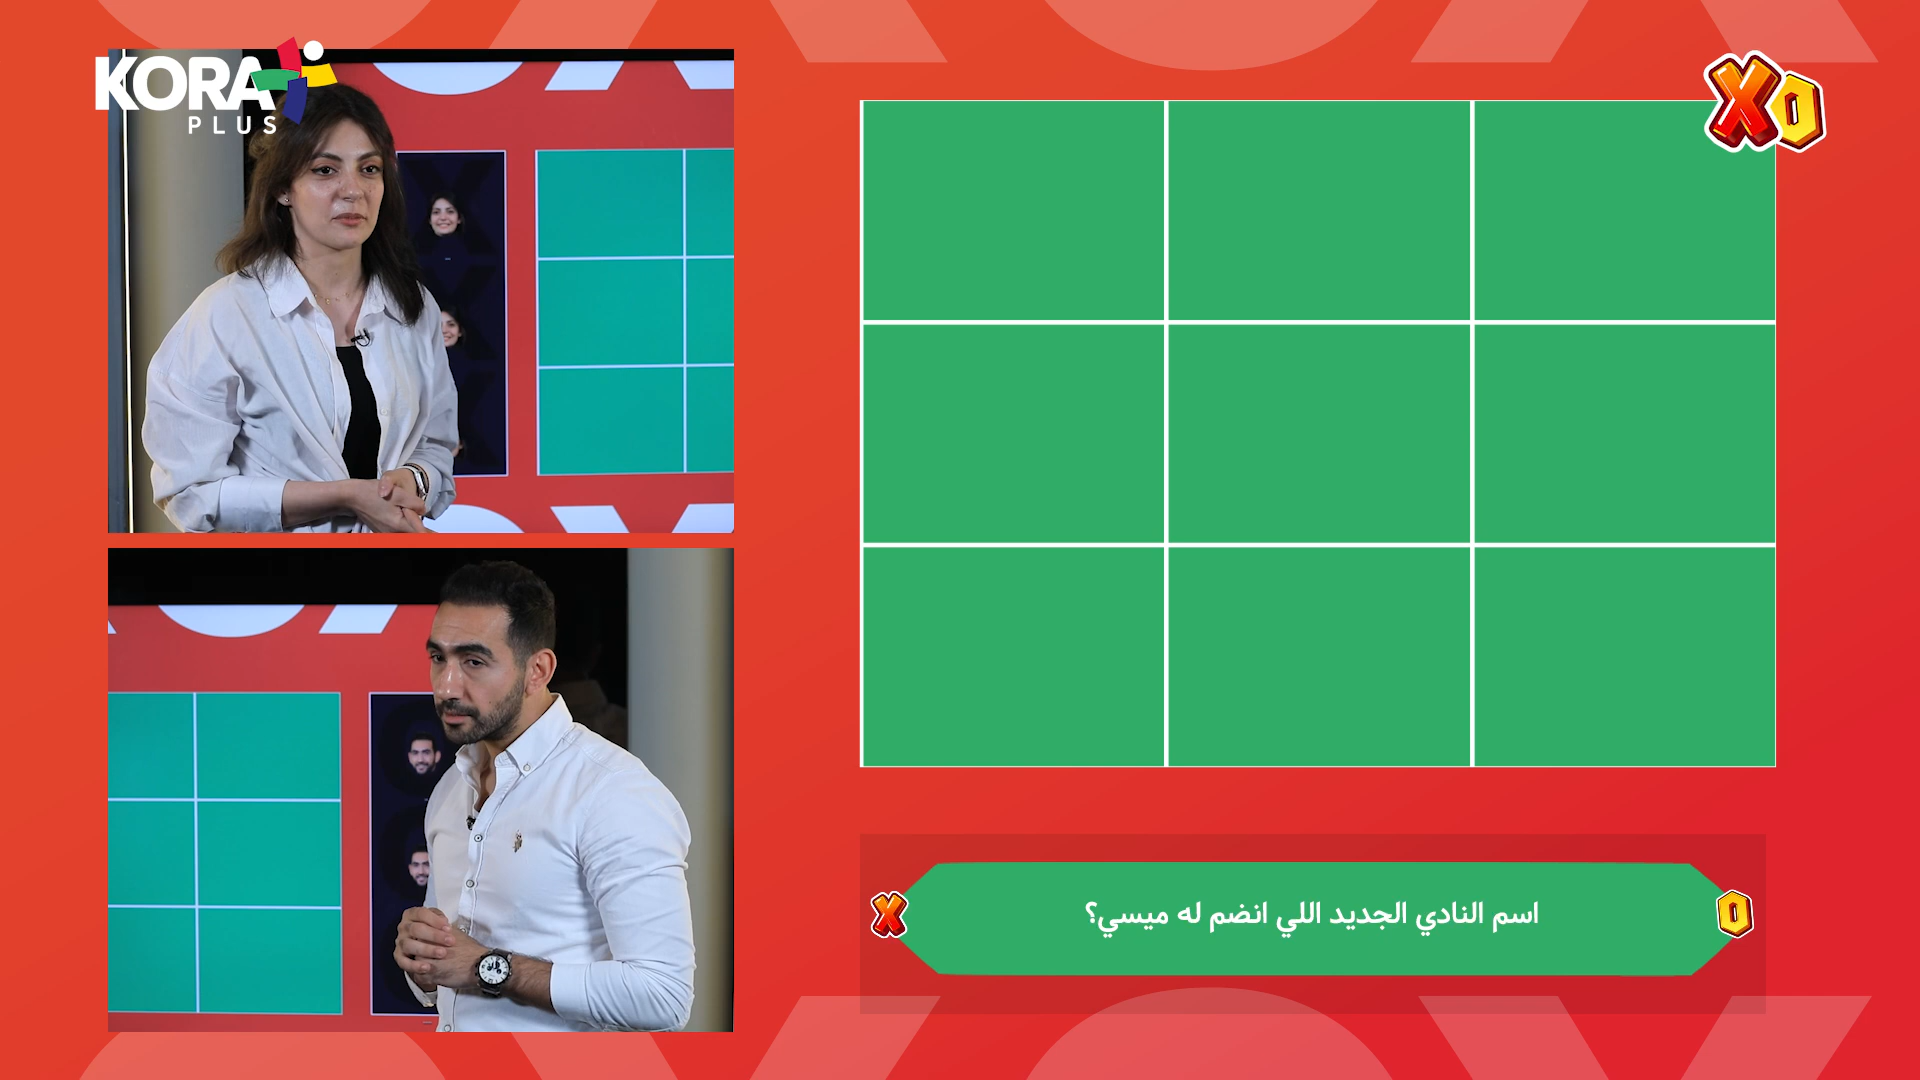 KORA
PLUS
XO
X
اسم النادي الجديد اللي انضم له ميسي؟
O